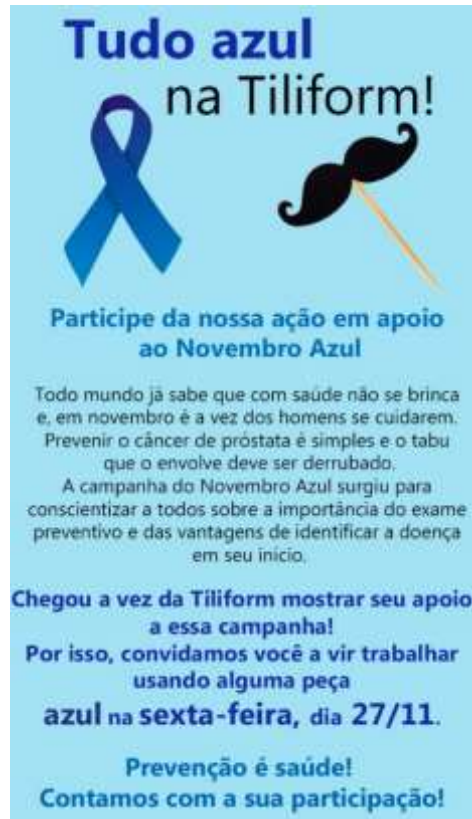 Tudo azul
na Tiliform!
Participe da nossa ação em apoio
ao Novembro Azul
Todo mundo já sabe que com saúde não se brinca
e, em novembro é a vez dos homens se cuidarem.
Prevenir o câncer de próstata é simples e o tabu
que o envolve deve ser derrubado.
A campanha do Novembro Azul surgiu para
conscientizar a todos sobre a importância do exame
preventivo e das vantagens de identificar a doença
em seu inicio.
Chegou a vez da Tiliform mostrar seu apoio
a essa campanha!
Por isso, convidamos você a vir trabalhar
usando alguma peça
azul na sexta-feira, dia 27/11.
Prevenção é saúde!
Contamos com a sua participação!